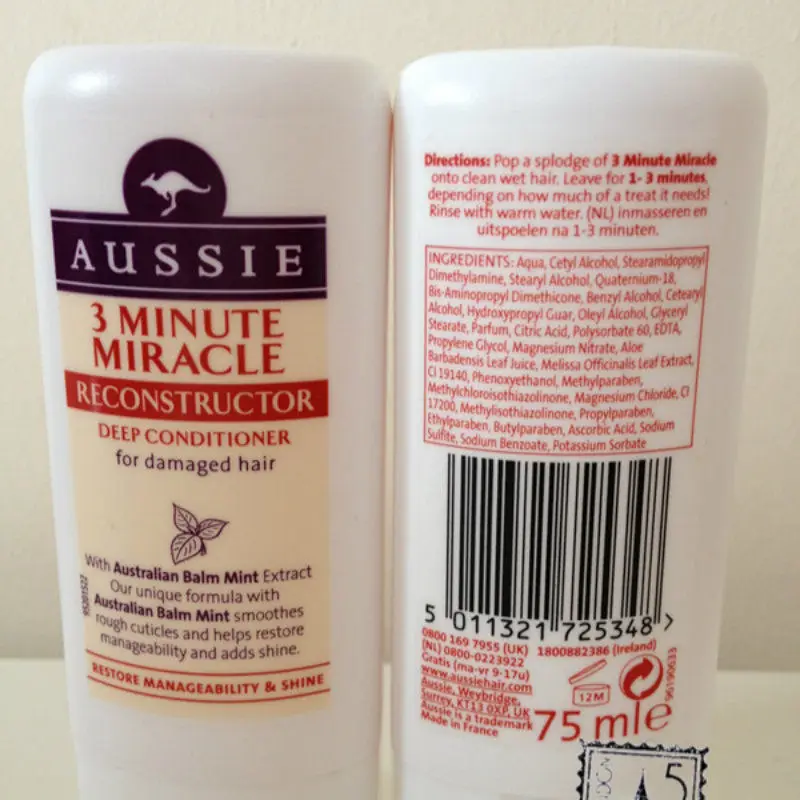 AUSSIE
3 MINUTE
MIRACLE
RECONSTRUCTOR
DEEP CONDITIONER
for damaged hair
With Australian Balm Mint Extract
Our unique formula with
Australian Balm Mint smoothes
rough cuticles and helps restore
manageability and adds shine.
RESTORE MANAGEABILITY & SHINE
Directions: Pop a splodge of 3 Minute Miracle
onto clean wet hair. Leave for 1- 3 minutes,
depending on how much of a treat it needs!
Rinse with warm water. (NL) inmasseren en
uitspoelen na 1-3 minuten.
INGREDIENTS: Aqua, Cetyl Alcohol, Stearamidopropyl
Dimethylamine, Stearyl Alcohol, Quaternium-18,
Bis-Aminopropyl Dimethicone, Benzyl Alcohol, Cetearyl
Alcohol, Hydroxypropyl Guar, Oleyl Alcohol, Glyceryl
Stearate, Parfum, Citric Acid, Polysorbate 60, EDTA,
Propylene Glycol, Magnesium Nitrate, Aloe
Barbadensis Leaf Juice, Melissa Officinalis Leaf Extract,
CI 19140, Phenoxyethanol, Methylparaben,
Methylchloroisothiazolinone, Magnesium Chloride, CI
17200, Methylisothiazolinone, Propylparaben,
Ethylparaben, Butylparaben, Ascorbic Acid, Sodium
Sulfite, Sodium Benzoate, Potassium Sorbate
5 011321 725348 >
0800 169 7955 (UK) 1800882386 (Ireland)
(NL) 0800-0223922
Gratis (ma-vr 9-17u)
www.aussiehair.com
Aussie, Weybridge,
Surrey, KT13 0XP, UK
Aussie is a trademark
Made in France
12M
75 ml e
5